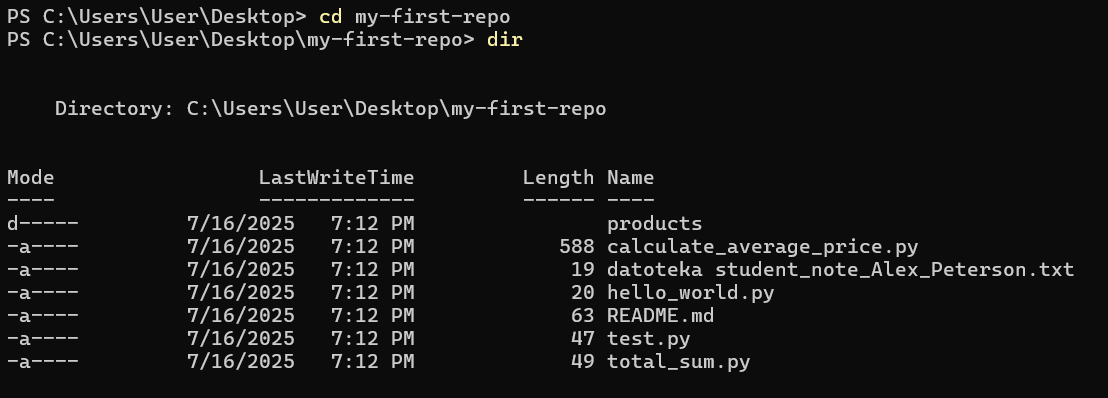 PS C:\Users\User\Desktop> cd my-first-repo
PS C:\Users\User\Desktop\my-first-repo> dir
Directory: C:\Users\User\Desktop\my-first-repo
Mode LastWriteTime Length Name
---- ------------- ------ ----
d----- 7/16/2025 7:12 PM products
-a---- 7/16/2025 7:12 PM 588 calculate_average_price.py
-a---- 7/16/2025 7:12 PM 19 datoteka student_note_Alex_Peterson.txt
-a---- 7/16/2025 7:12 PM 20 hello_world.py
-a---- 7/16/2025 7:12 PM 63 README.md
-a---- 7/16/2025 7:12 PM 47 test.py
-a---- 7/16/2025 7:12 PM 49 total_sum.py